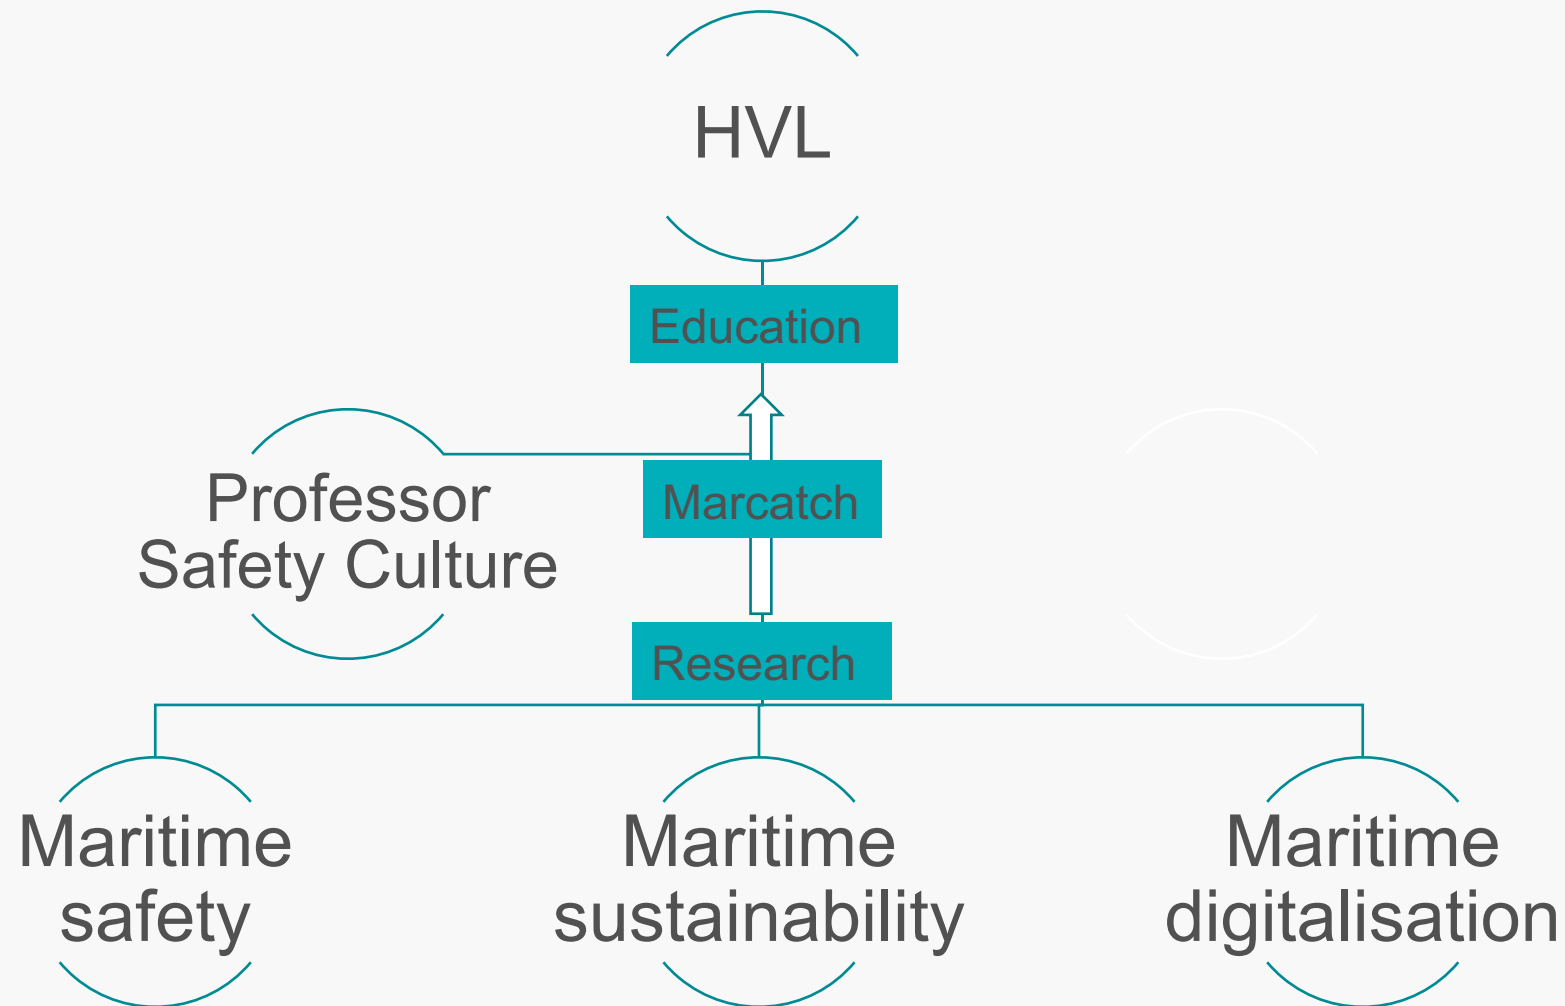 HVL
Education
Professor
Safety Culture
Marcatch
Research
Maritime
safety
Maritime
sustainability
Maritime
digitalisation